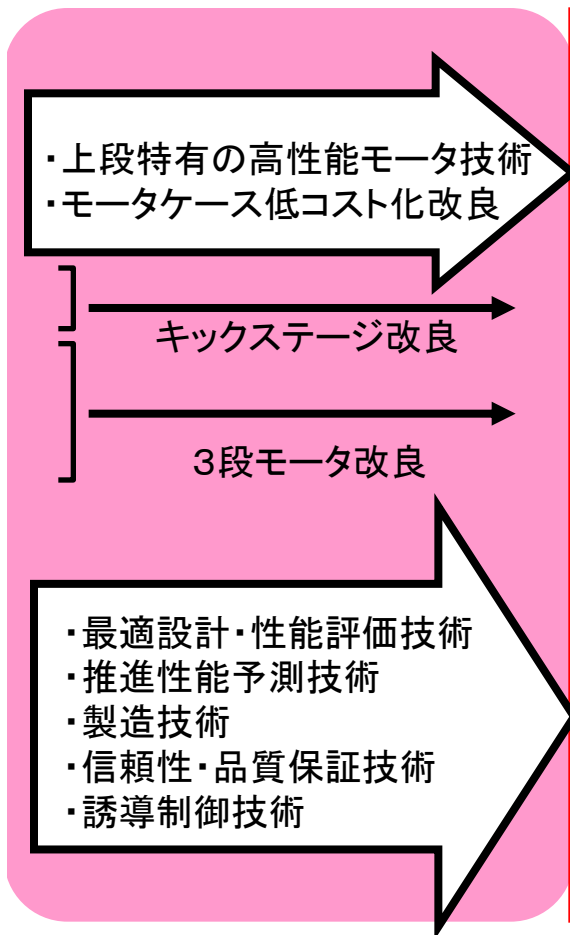 ・上段特有の高性能モータ技術
・モータケース低コスト化改良
キックステージ改良
３段モータ改良
・最適設計・性能評価技術
・推進性能予測技術
・製造技術
・信頼性・品質保証技術
・誘導制御技術